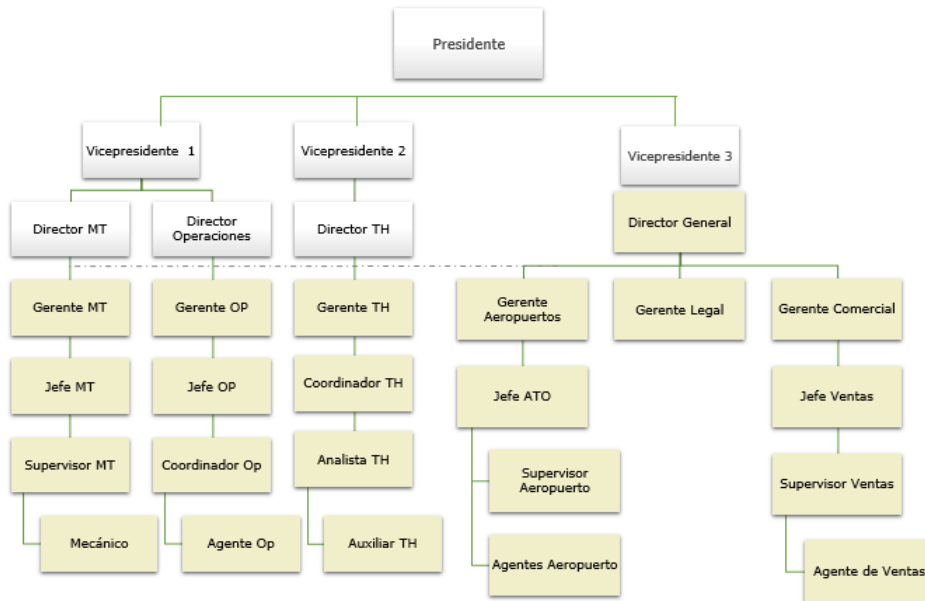 Presidente
Vicepresidente 1
Vicepresidente 2
Vicepresidente 3
Director General
Director MT
Director
Operaciones
Director TH
Gerente MT
Gerente OP
Gerente TH
Gerente
Aeropuertos
Gerente Legal
Gerente Comercial
Jefe MT
Jefe OP
Coordinador TH
Jefe ATO
Jefe Ventas
Supervisor MT
Coordinador Op
Analista TH
Supervisor
Aeropuerto
Supervisor Ventas
Mecánico
Agente Op
Auxiliar TH
Agentes Aeropuerto
Agente de Ventas